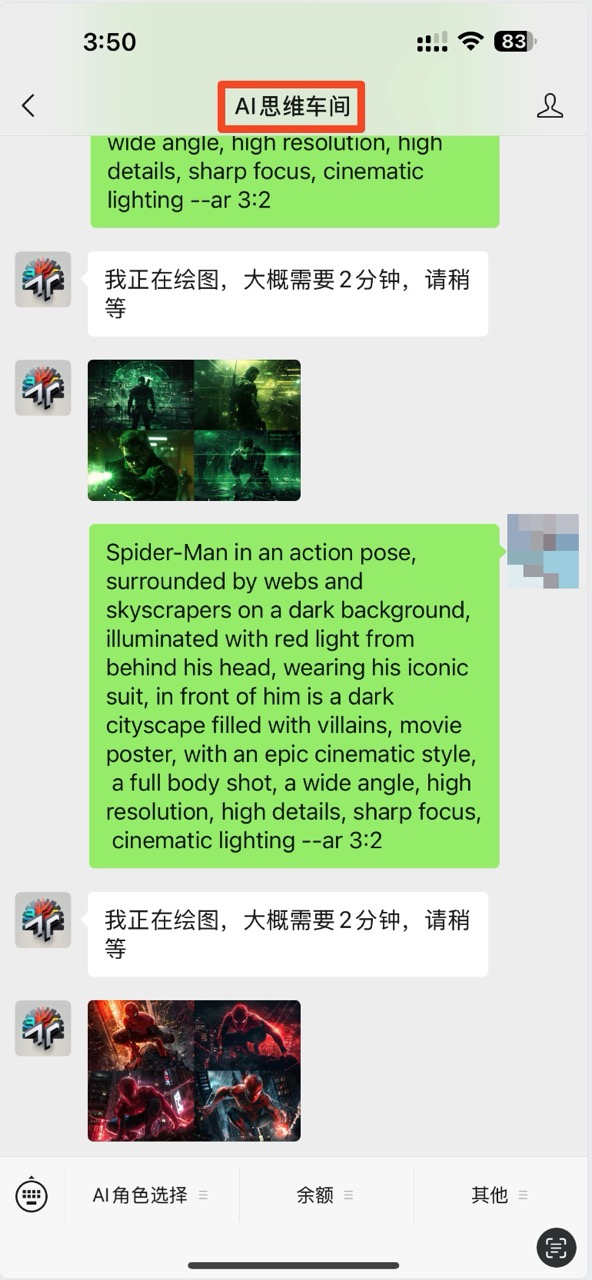 3:50
83
AI思维车间
wide angle, high resolution, high
details, sharp focus, cinematic
lighting --ar 3:2
我正在绘图，大概需要2分钟，请稍
等
Spider-Man in an action pose,
surrounded by webs and
skyscrapers on a dark background,
illuminated with red light from
behind his head, wearing his iconic
suit, in front of him is a dark
cityscape filled with villains, movie
poster, with an epic cinematic style,
a full body shot, a wide angle, high
resolution, high details, sharp focus,
cinematic lighting --ar 3:2
我正在绘图，大概需要2分钟，请稍
等
AI角色选择
余额
其他